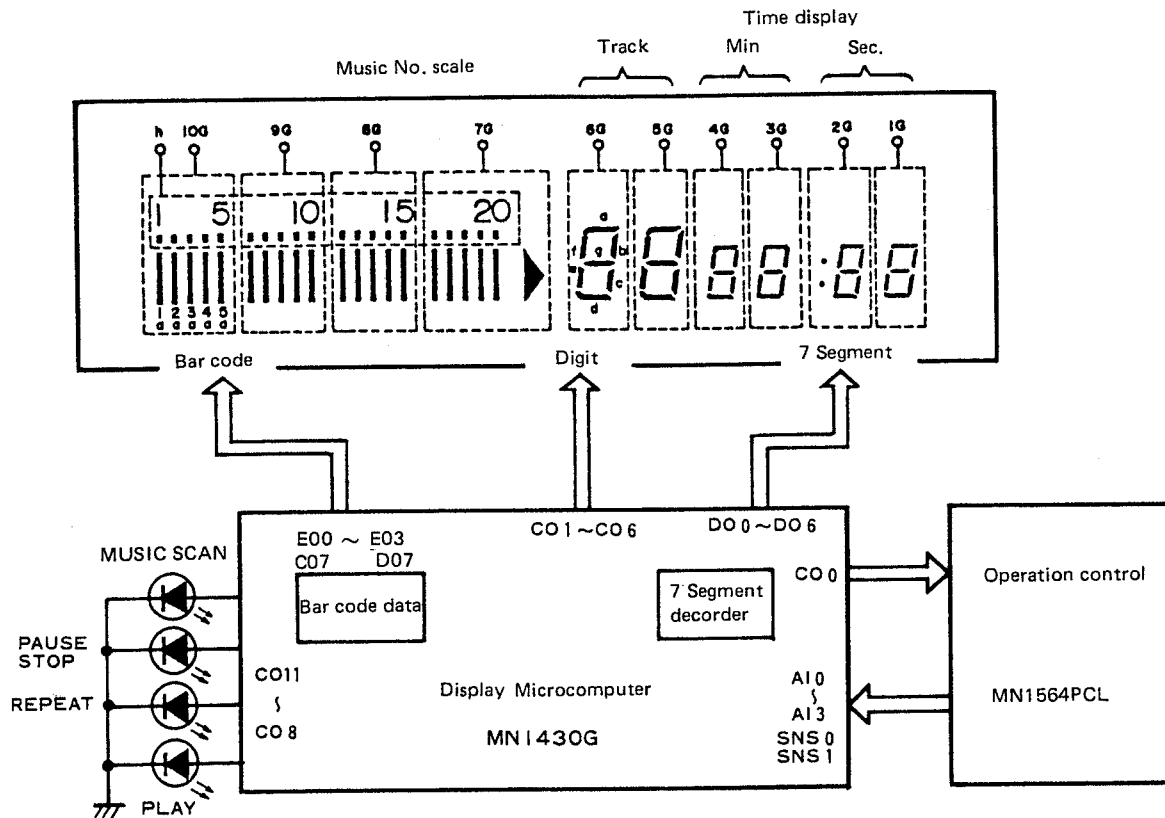 Time display
Track Min Sec.
Music No. scale
h 10G 9G 8G 7G 6G 5G 4G 3G 2G 1G
1 5 10 15 20
a
f g b
e c
d
1 2 3 4 5
a a a a a
Bar code Digit 7 Segment
E00 ~ E03 CO1~CO6 DO0~DO6
C07 D07
MUSIC SCAN
CO0
Operation control
Bar code data
7 Segment
decorder
PAUSE
STOP
CO11
AI0
REPEAT
~
Display Microcomputer
~
MN1564PCL
AI3
CO8
MN1430G
SNS0
SNS1
PLAY